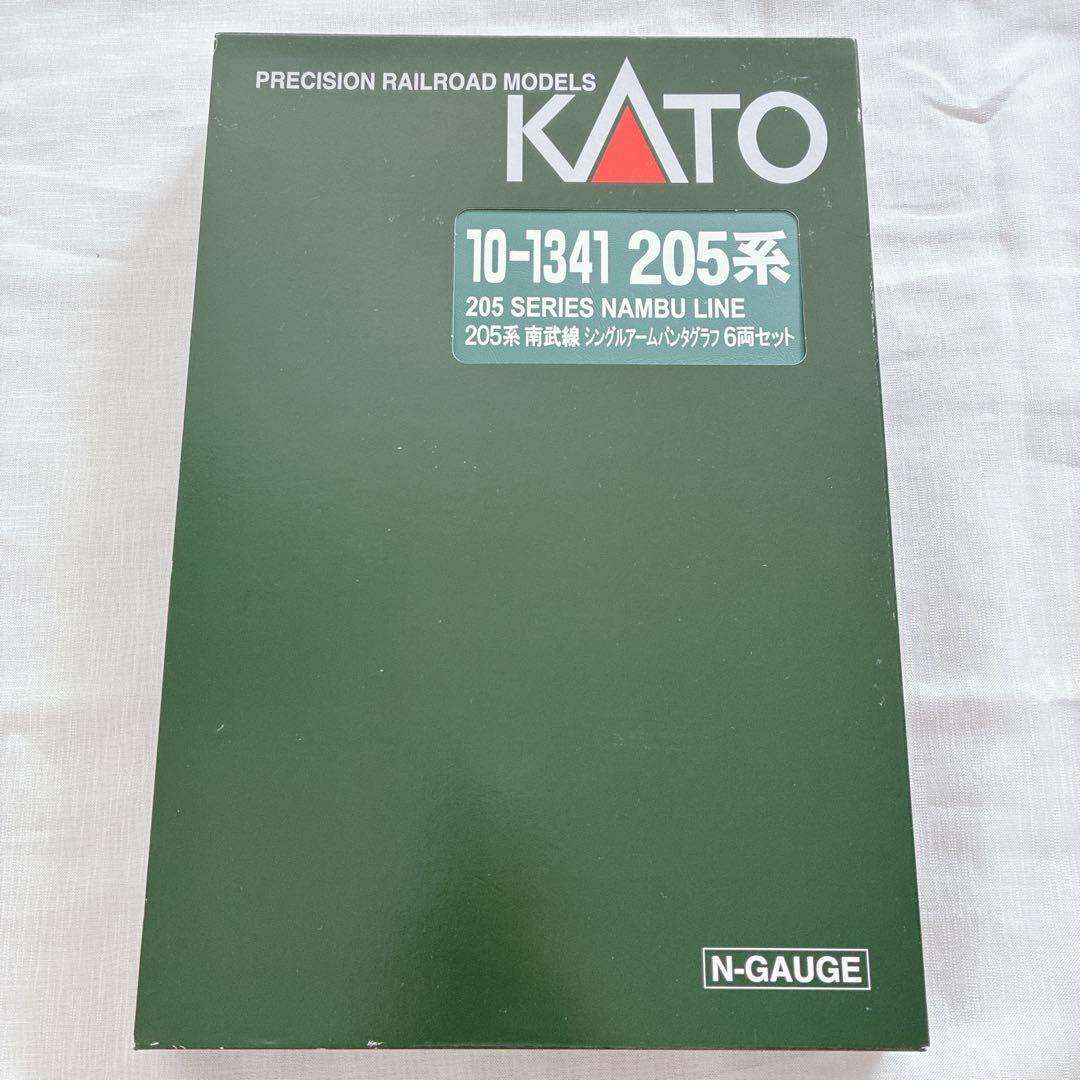 PRECISION RAILROAD MODELS
KATO
10-1341 205系
205 SERIES NAMBU LINE
205系 南武線 シングルアームパンタグラフ 6両セット
N-GAUGE